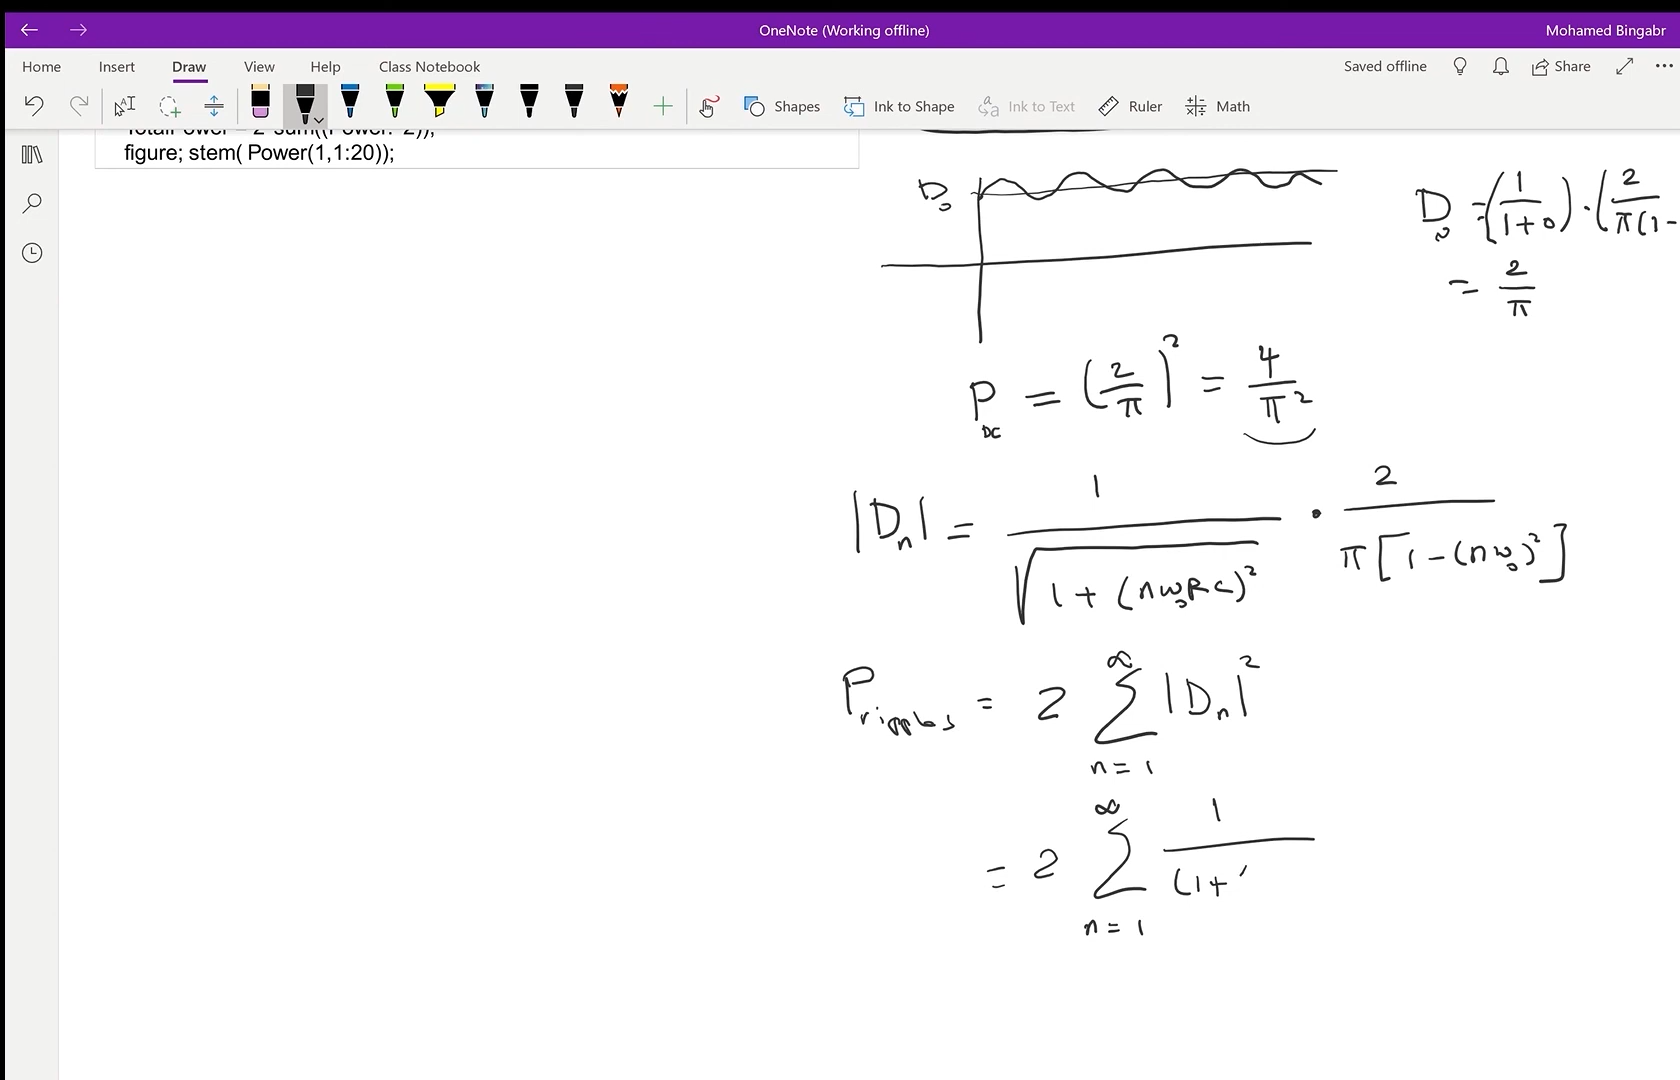 OneNote (Working offline)
Mohamed Bingabr
Home Insert Draw View Help Class Notebook
Saved offline Share
Shapes Ink to Shape Ink to Text Ruler Math
figure; stem( Power(1,1:20));
D₀
D₀ = (1/(1+0)) · (2/π(1-
= 2/π
P_DC = (2/π)² = 4/π²
|Dₙ| = 1/√(1+(nω₀RC)²) · 2/π[1-(nω₀)²]
P_ripples = 2 ∑_{n=1}^{∞} |Dₙ|²
= 2 ∑_{n=1}^{∞} 1/(1+